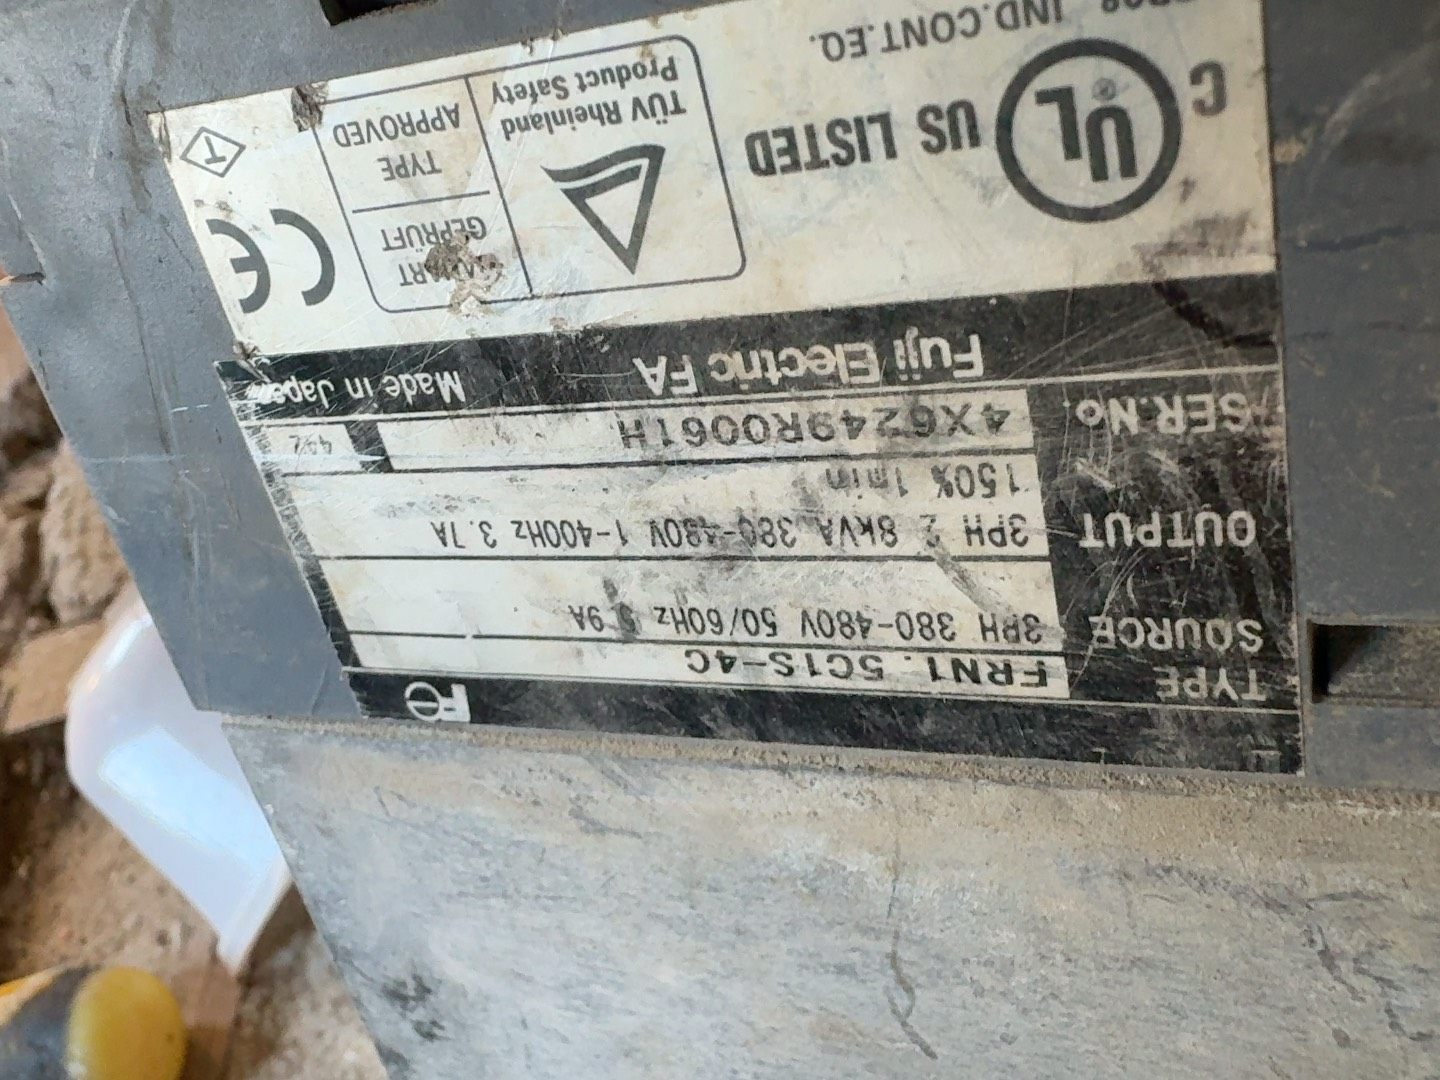 TYPE FRN1.5C1S-4C
SOURCE 3PH 380-480V 50/60Hz 5.9A
OUTPUT 3PH 2.8kVA 380-480V 1-400Hz 3.7A
150% 1min
SER.No. 4X6249R0061H
Fuji Electric FA Made in Japan
C UL ® US LISTED
IND.CONT.EQ.
TÜV Rheinland
Product Safety
GEPRÜFT
TYPE
APPROVED
CE
T